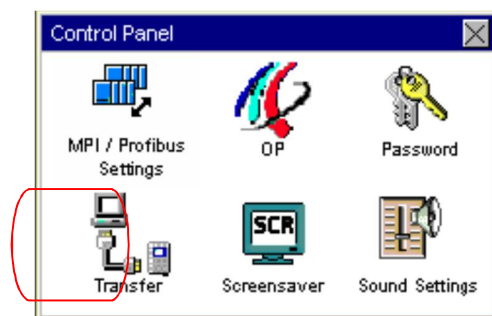 Control Panel
MPI / Profibus
Settings
OP
Password
Transfer
SCR
Screensaver
Sound Settings